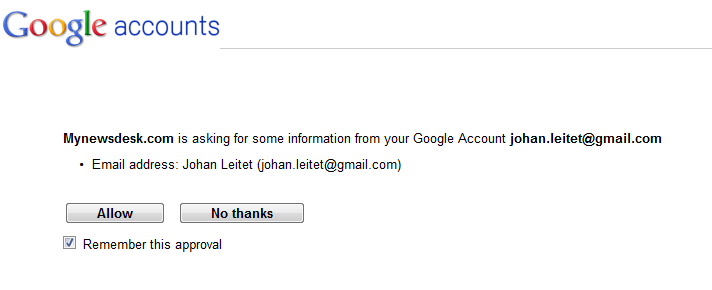 Google accounts
Mynewsdesk.com is asking for some information from your Google Account johan.leitet@gmail.com
• Email address: Johan Leitet (johan.leitet@gmail.com)
Allow No thanks
Remember this approval